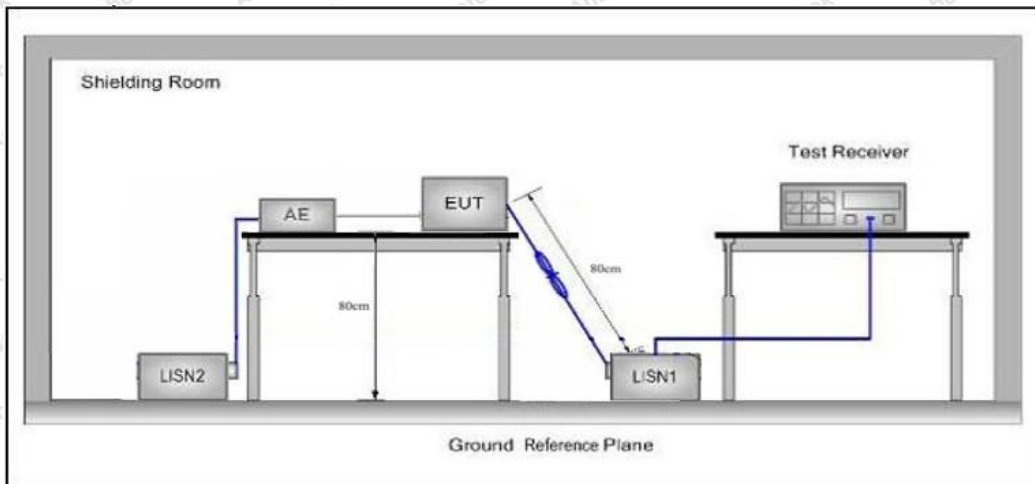 Shielding Room
Test Receiver
AE
EUT
80cm
80cm
LISN2
LISN1
Ground Reference Plane